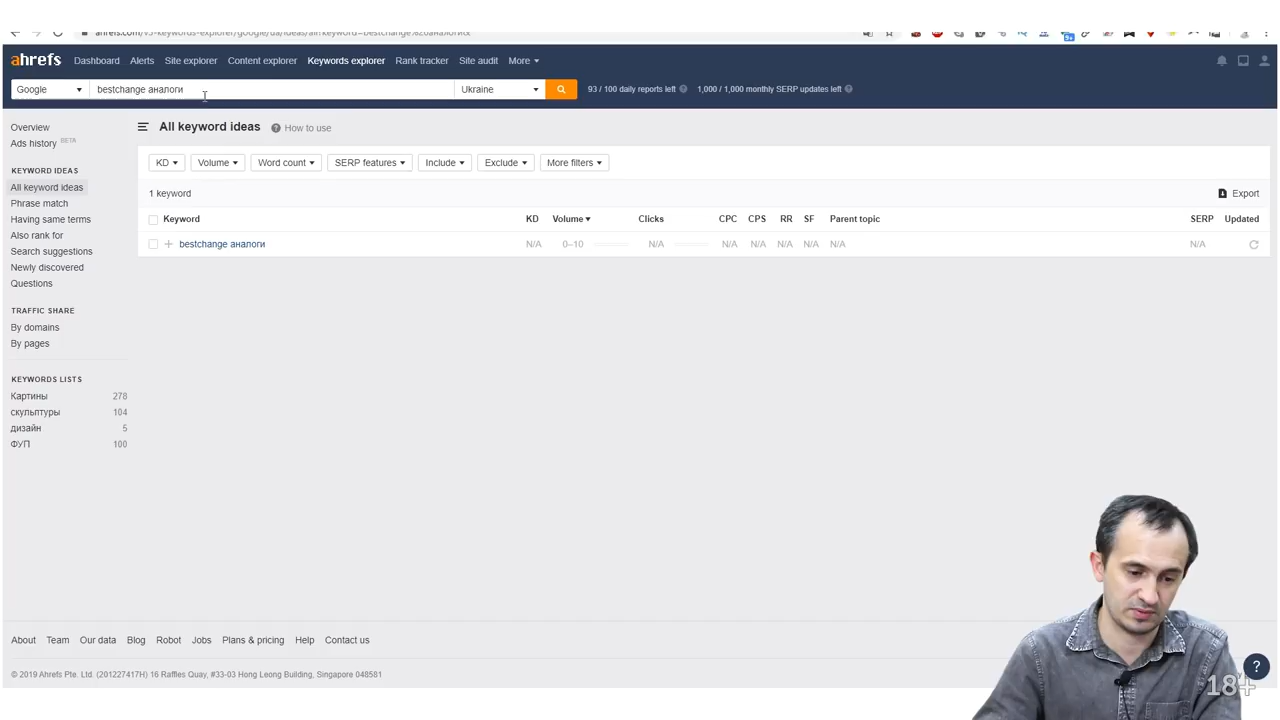 ahrefs Dashboard Alerts Site explorer Content explorer Keywords explorer Rank tracker Site audit More
Google bestchange аналоги Ukraine 93 / 100 daily reports left 1,000 / 1,000 monthly SERP updates left
Overview
Ads history BETA
KEYWORD IDEAS
All keyword ideas
Phrase match
Having same terms
Also rank for
Search suggestions
Newly discovered
Questions
TRAFFIC SHARE
By domains
By pages
KEYWORDS LISTS
Картины 278
скульптуры 104
дизайн 5
ФУП 100
All keyword ideas How to use
KD Volume Word count SERP features Include Exclude More filters
1 keyword Export
Keyword KD Volume Clicks CPC CPS RR SF Parent topic SERP Updated
bestchange аналоги N/A 0–10 N/A N/A N/A N/A N/A N/A N/A
About Team Our data Blog Robot Jobs Plans & pricing Help Contact us
© 2019 Ahrefs Pte. Ltd. (201227417H) 16 Raffles Quay, #33-03 Hong Leong Building, Singapore 048581
?
18+